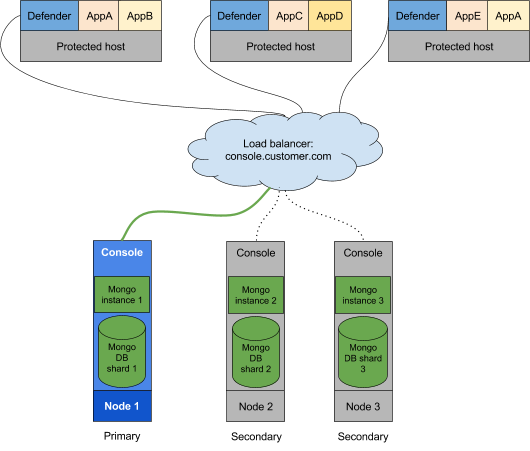 Defender AppA AppB
Protected host
Defender AppC AppD
Protected host
Defender AppE AppA
Protected host
Load balancer:
console.customer.com
Console
Mongo
instance 1
Mongo
DB
shard 1
Node 1
Primary
Console
Mongo
instance 2
Mongo
DB
shard 2
Node 2
Secondary
Console
Mongo
instance 3
Mongo
DB shard
3
Node 3
Secondary